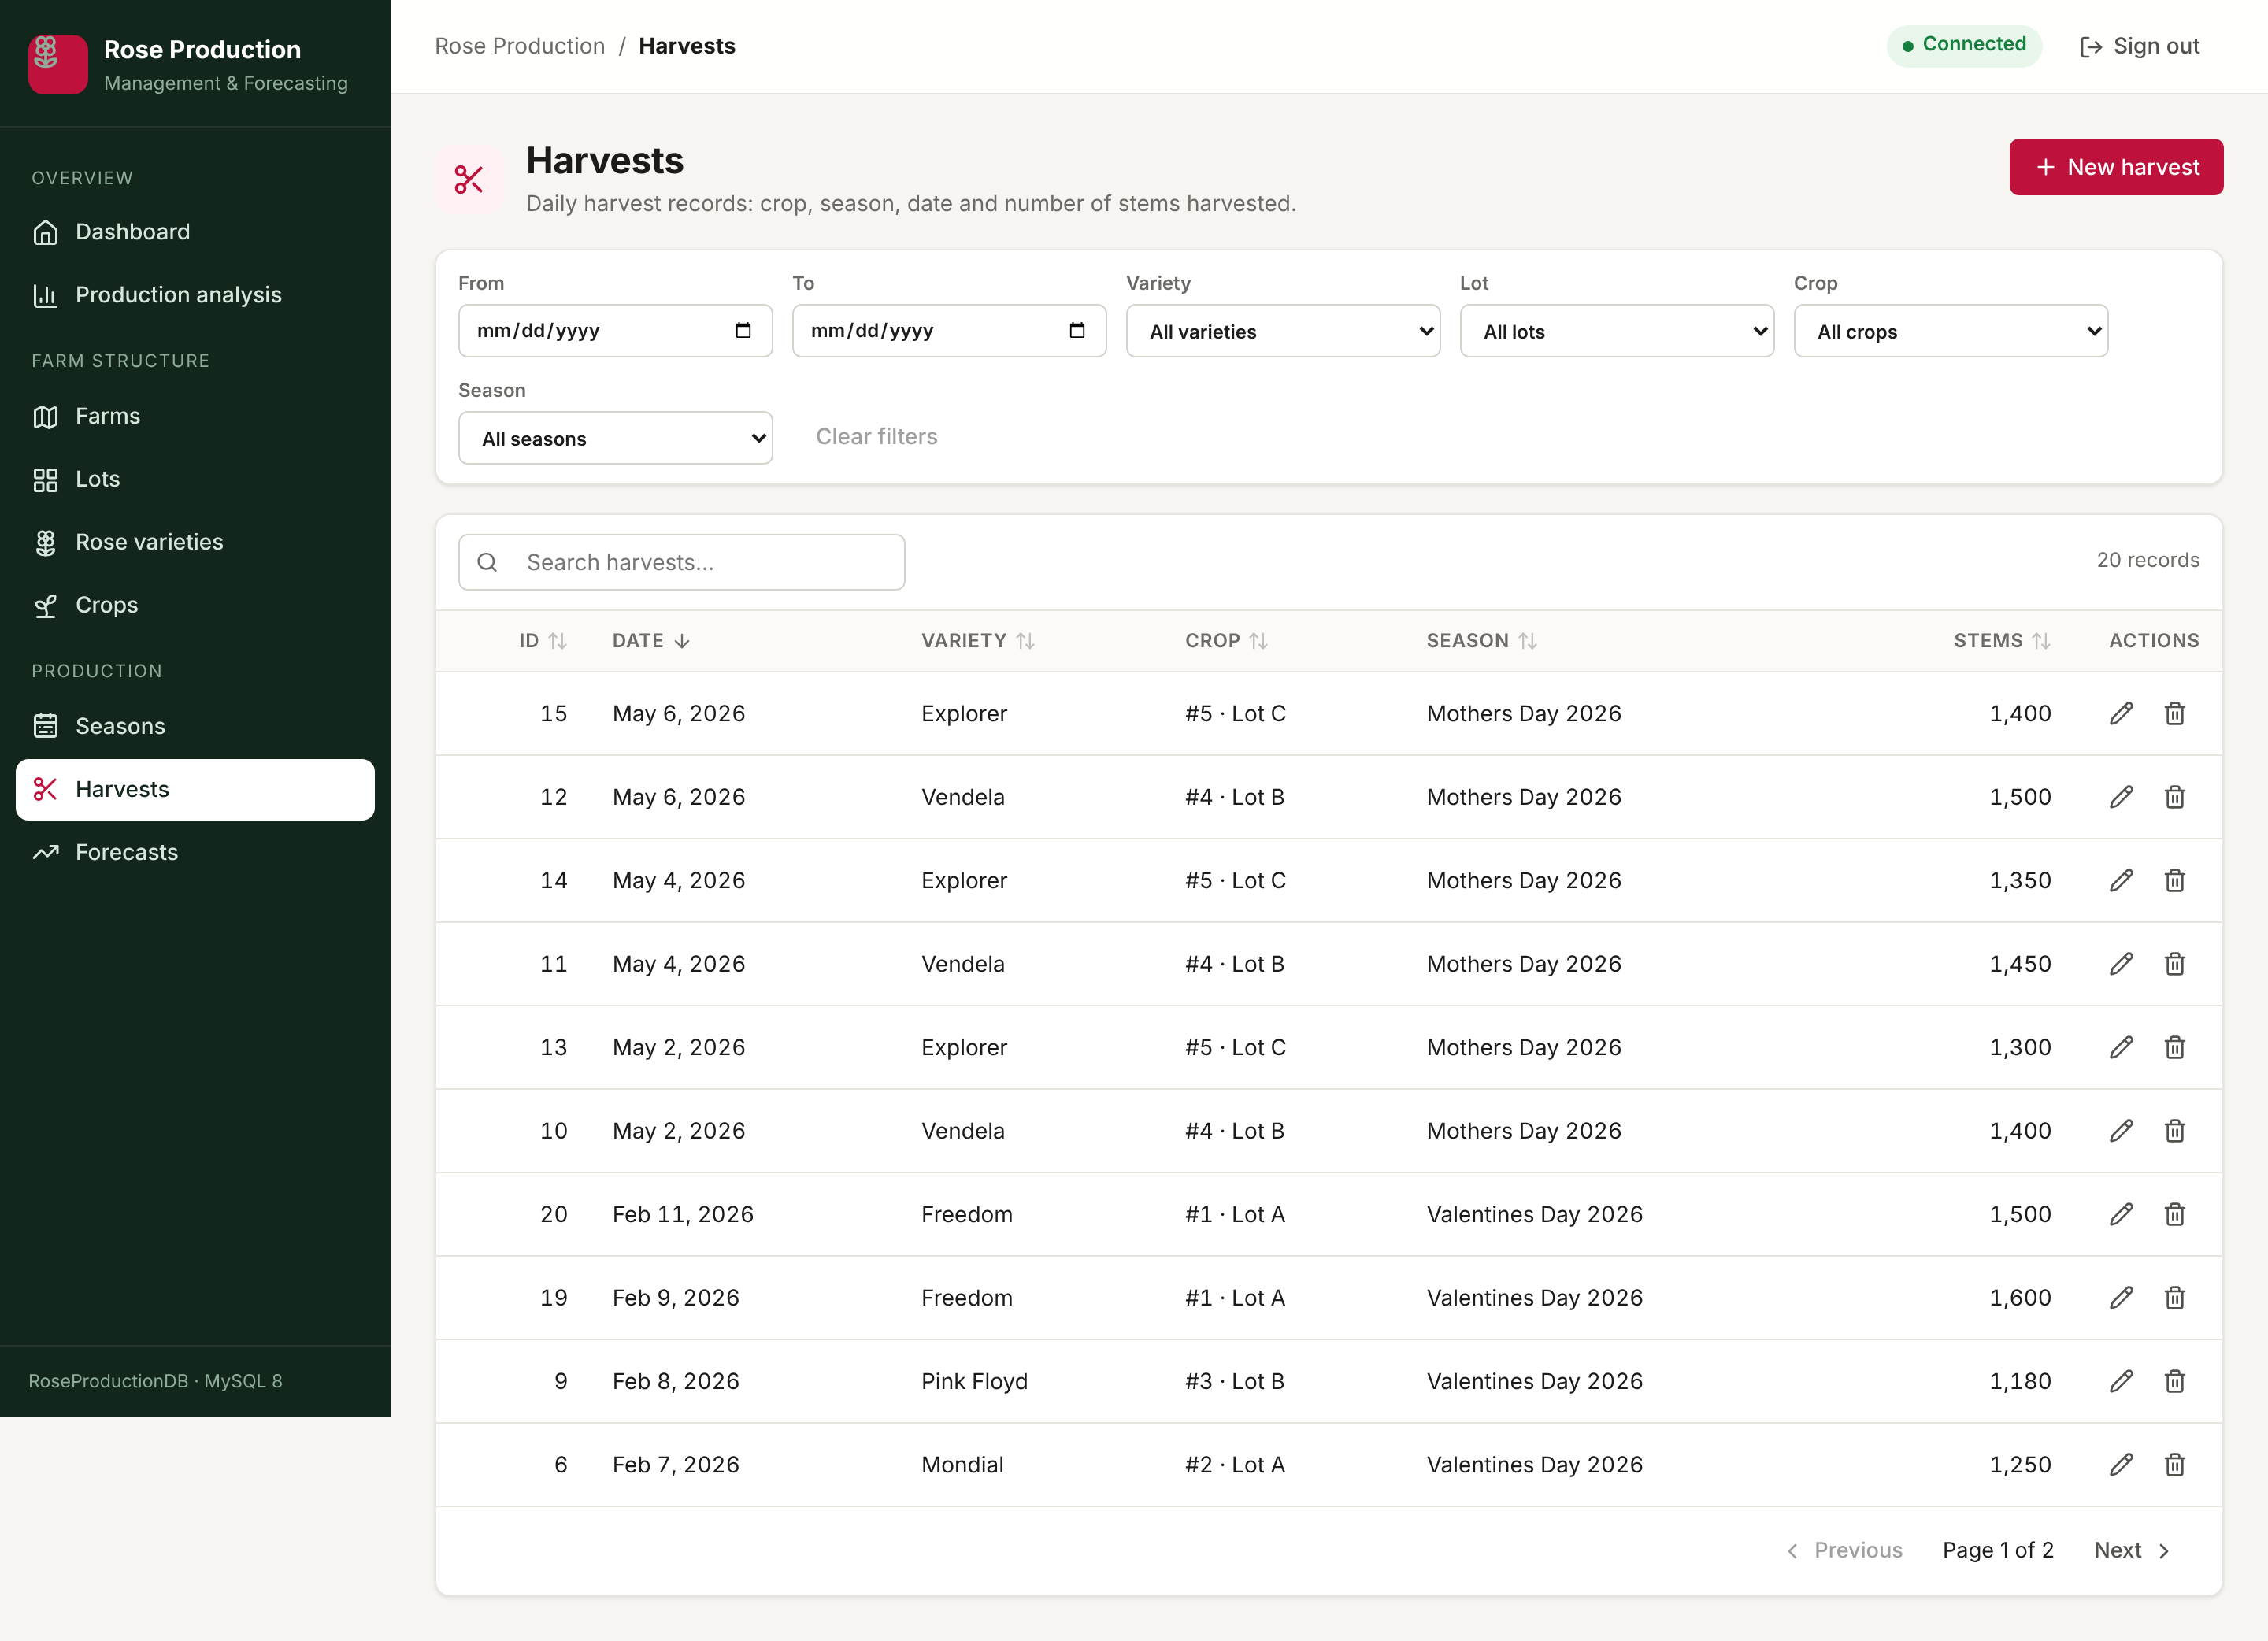 Rose Production
Management & Forecasting
OVERVIEW
Dashboard
Production analysis
FARM STRUCTURE
Farms
Lots
Rose varieties
Crops
PRODUCTION
Seasons
Harvests
Forecasts
RoseProductionDB · MySQL 8
Rose Production / Harvests
Connected
Sign out
Harvests
Daily harvest records: crop, season, date and number of stems harvested.
+ New harvest
From To Variety Lot Crop
mm/dd/yyyy mm/dd/yyyy All varieties All lots All crops
Season
All seasons Clear filters
Search harvests... 20 records
ID DATE VARIETY CROP SEASON STEMS ACTIONS
15 May 6, 2026 Explorer #5 · Lot C Mothers Day 2026 1,400
12 May 6, 2026 Vendela #4 · Lot B Mothers Day 2026 1,500
14 May 4, 2026 Explorer #5 · Lot C Mothers Day 2026 1,350
11 May 4, 2026 Vendela #4 · Lot B Mothers Day 2026 1,450
13 May 2, 2026 Explorer #5 · Lot C Mothers Day 2026 1,300
10 May 2, 2026 Vendela #4 · Lot B Mothers Day 2026 1,400
20 Feb 11, 2026 Freedom #1 · Lot A Valentines Day 2026 1,500
19 Feb 9, 2026 Freedom #1 · Lot A Valentines Day 2026 1,600
9 Feb 8, 2026 Pink Floyd #3 · Lot B Valentines Day 2026 1,180
6 Feb 7, 2026 Mondial #2 · Lot A Valentines Day 2026 1,250
Previous Page 1 of 2 Next